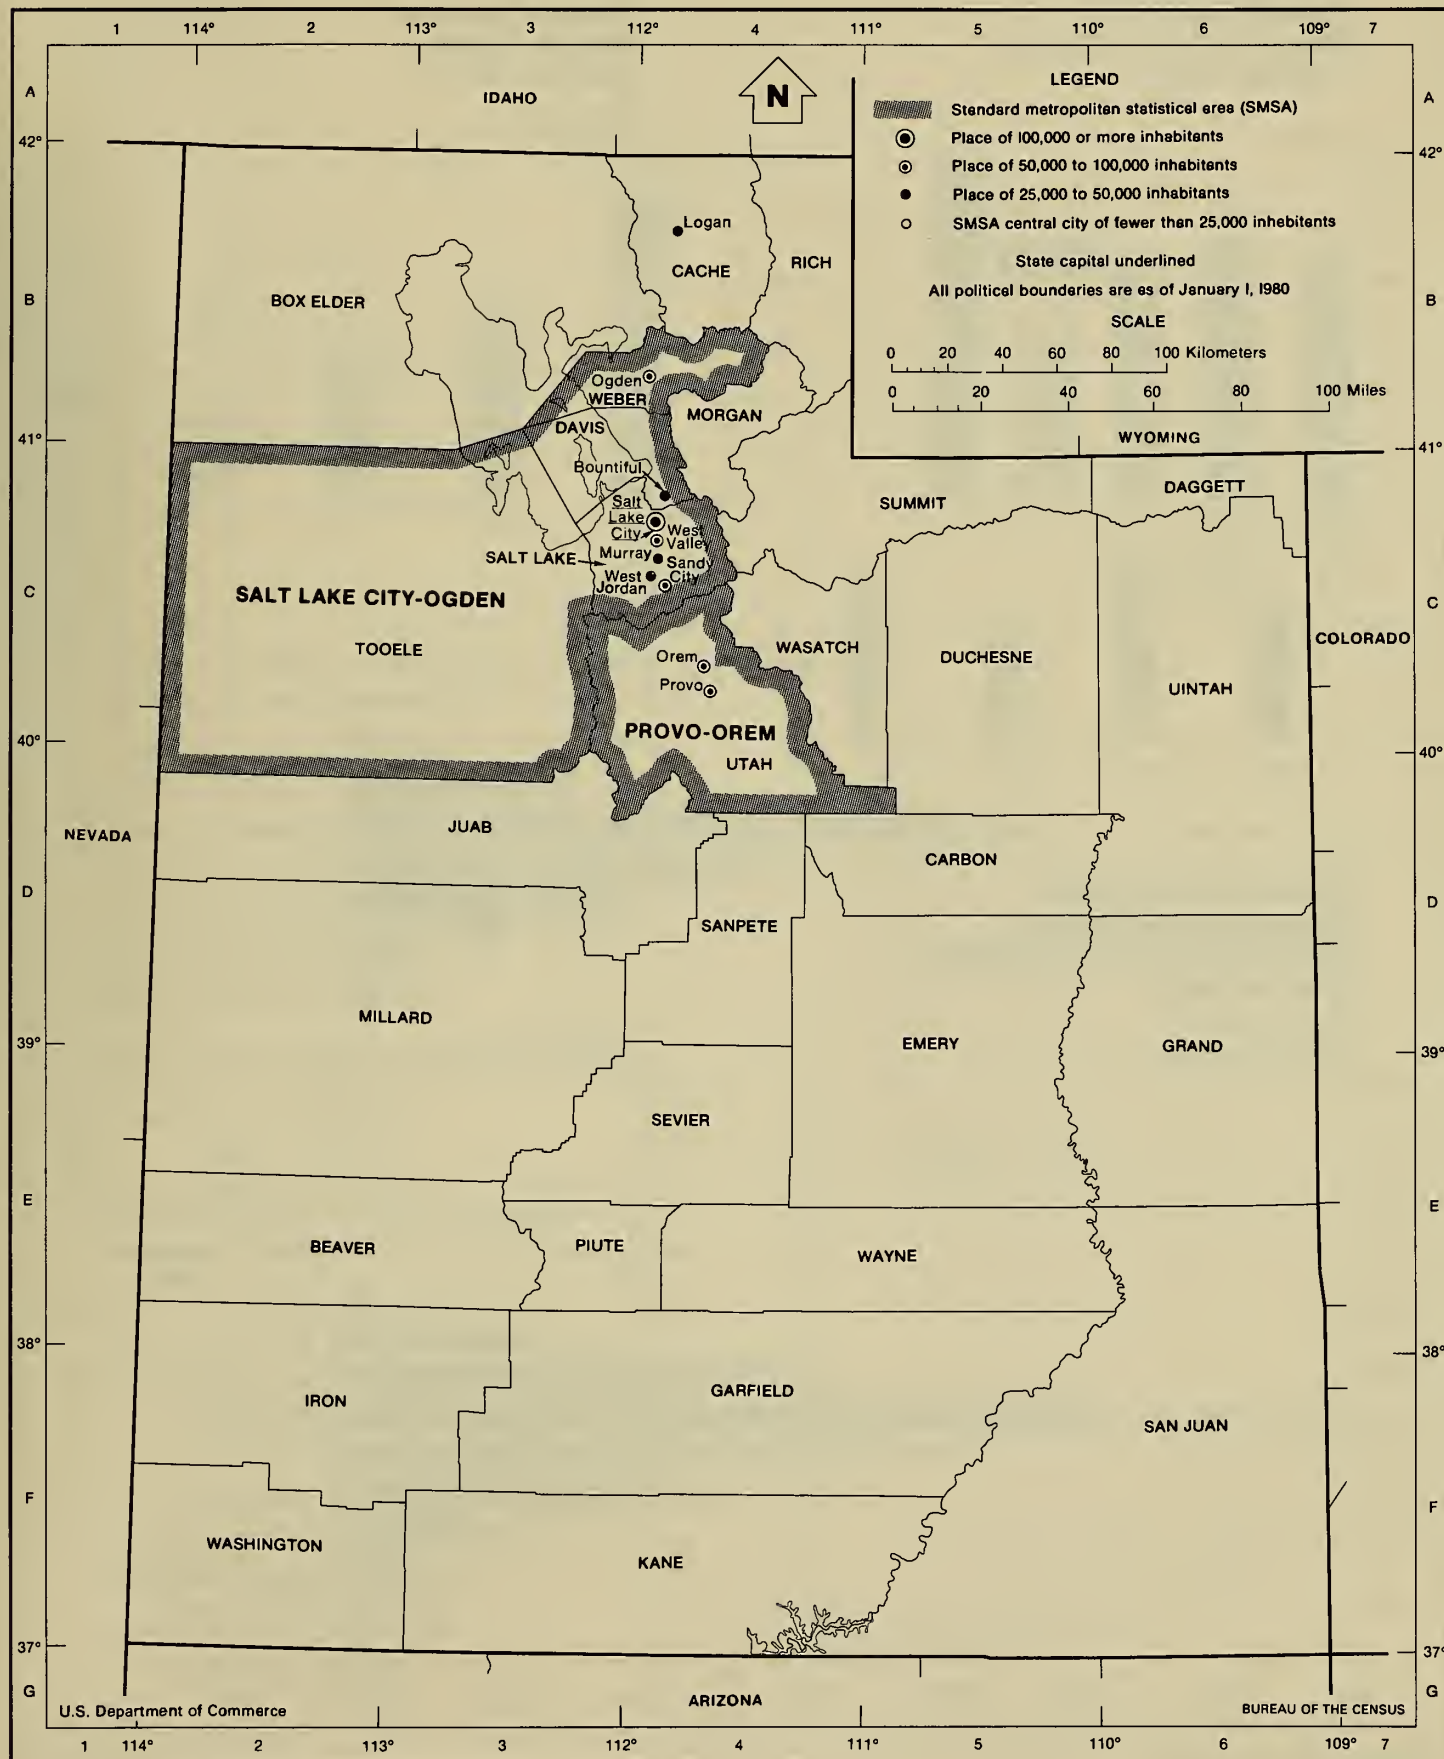 1 114° 2 113° 3 112° 4 111° 5 110° 6 109° 7
A
IDAHO
N
LEGEND
A
Standard metropolitan statistical area (SMSA)
Place of 100,000 or more inhabitants
42°
42°
Place of 50,000 to 100,000 inhabitants
Place of 25,000 to 50,000 inhabitants
SMSA central city of fewer than 25,000 inhabitants
State capital underlined
All political boundaries are as of January 1, 1980
SCALE
0 20 40 60 80 100 Kilometers
0 20 40 60 80 100 Miles
WYOMING
Logan
CACHE
RICH
B
BOX ELDER
B
Ogden
WEBER
MORGAN
DAVIS
41°
41°
Bountiful
SUMMIT
DAGGETT
Salt
Lake
City
West
Valley
SALT LAKE
Murray
Sandy
City
West
Jordan
C
SALT LAKE CITY-OGDEN
C
TOOELE
WASATCH
DUCHESNE
COLORADO
Orem
Provo
UINTAH
PROVO-OREM
40°
40°
UTAH
NEVADA
JUAB
CARBON
D
D
SANPETE
MILLARD
39°
EMERY
GRAND
39°
SEVIER
E
E
BEAVER
PIUTE
WAYNE
38°
38°
IRON
GARFIELD
SAN JUAN
F
F
WASHINGTON
KANE
37°
37°
G
G
ARIZONA
U.S. Department of Commerce
BUREAU OF THE CENSUS
1 114° 2 113° 3 112° 4 111° 5 110° 6 109° 7